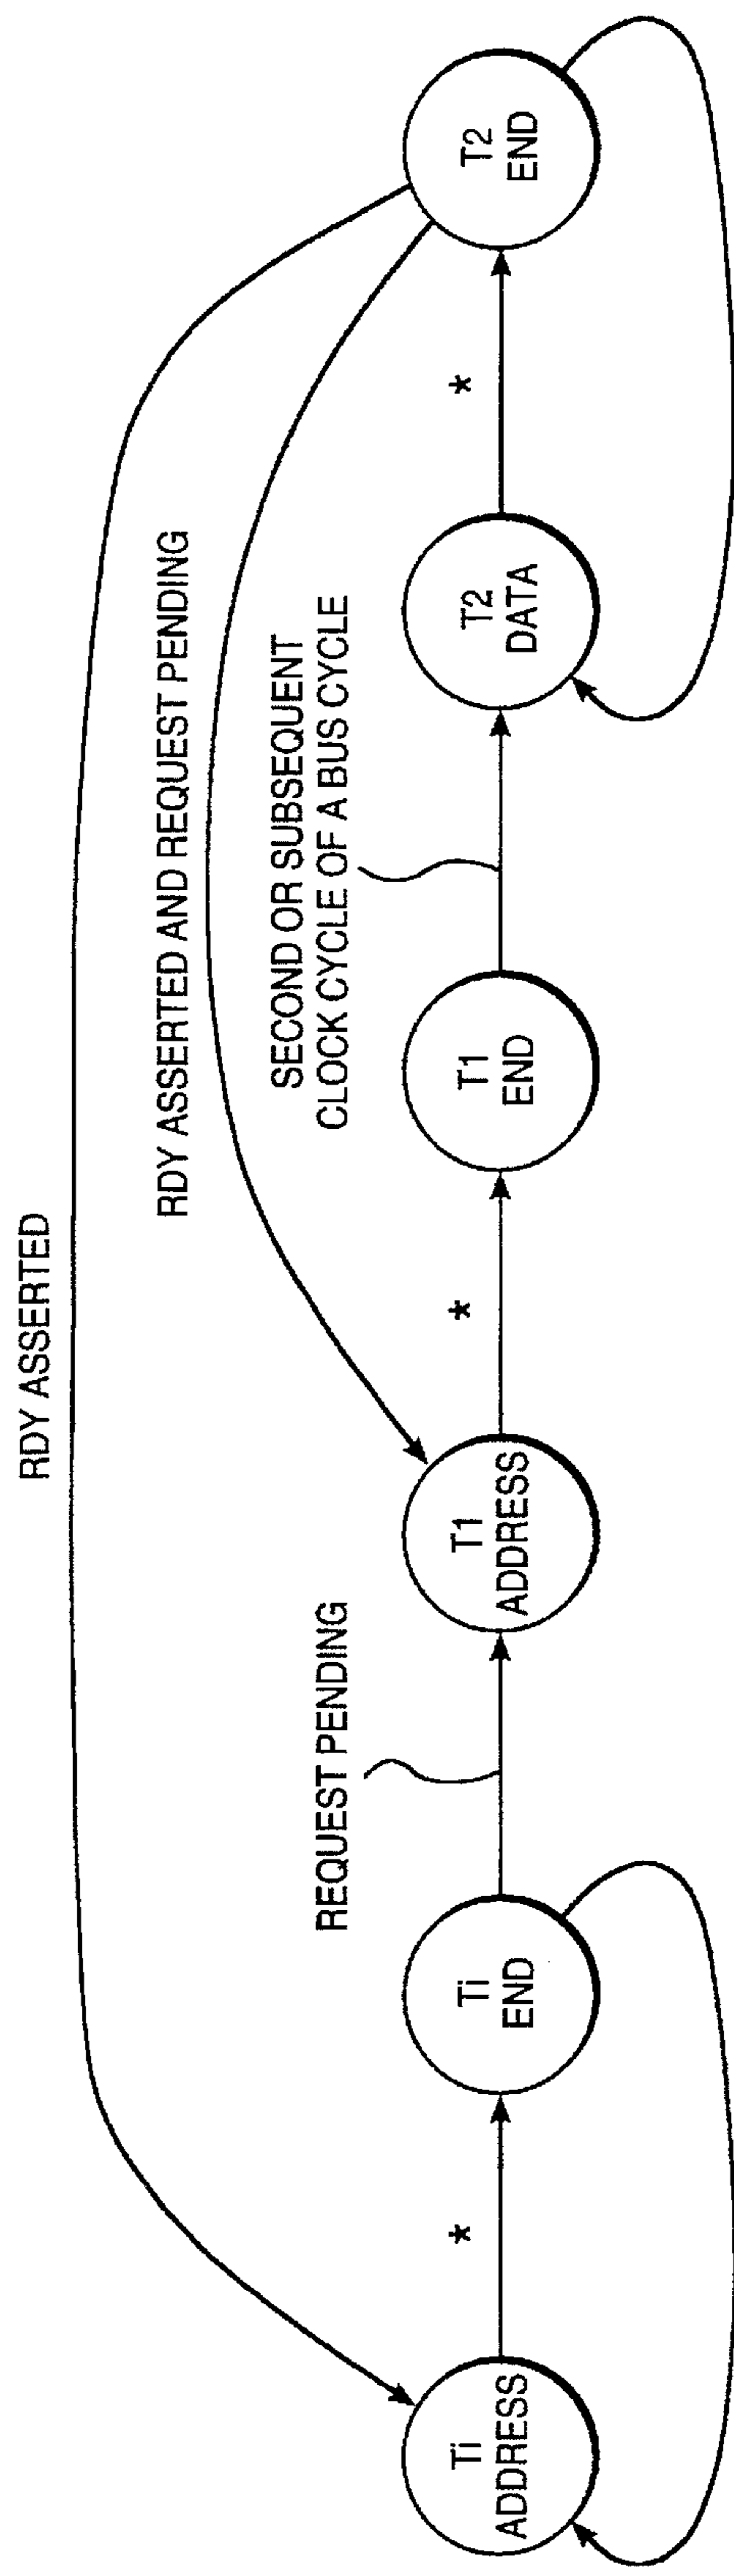 RDY ASSERTED
RDY ASSERTED AND REQUEST PENDING
SECOND OR SUBSEQUENT
CLOCK CYCLE OF A BUS CYCLE
REQUEST PENDING
*
*
*
Ti
ADDRESS
Ti
END
T1
ADDRESS
T1
END
T2
DATA
T2
END